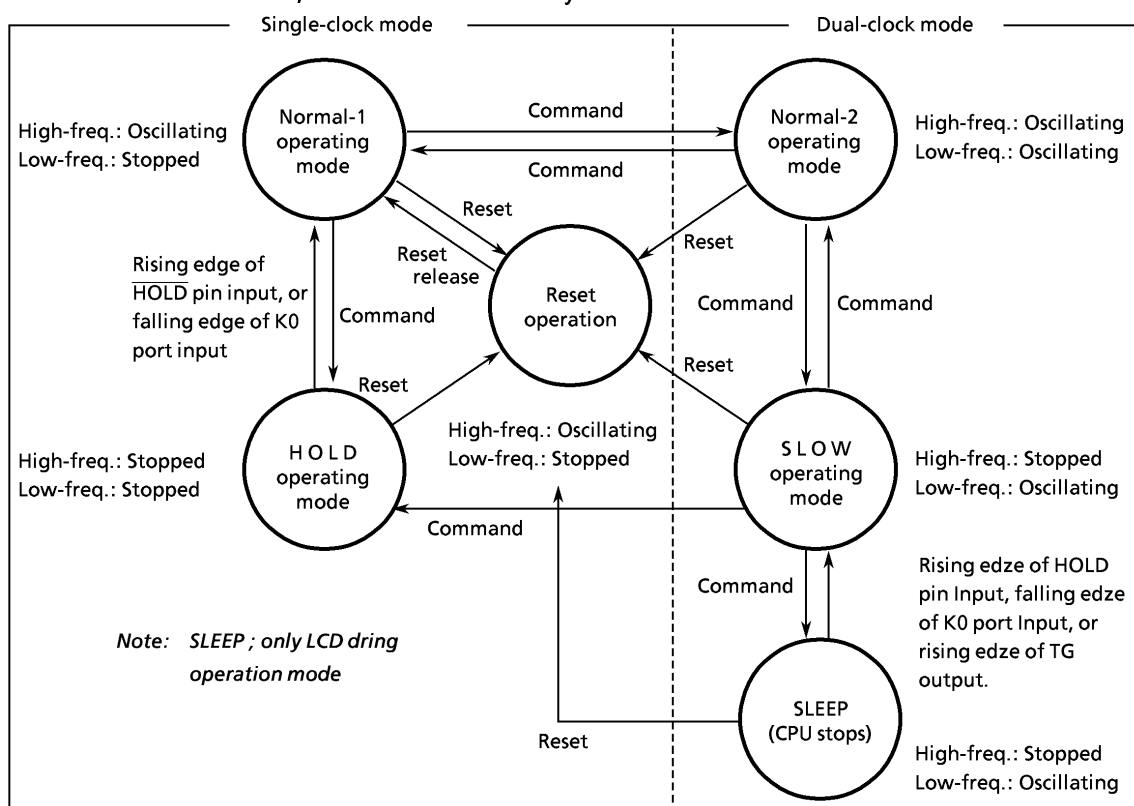 Single-clock mode
Dual-clock mode
Normal-1
operating
mode
High-freq.: Oscillating
Low-freq.: Stopped
Command
Command
Normal-2
operating
mode
High-freq.: Oscillating
Low-freq.: Oscillating
Reset
Reset
release
Reset
Reset
operation
Rising edge of
HOLD pin input, or
falling edge of K0
port input
Command
Command
Command
Reset
Reset
High-freq.: Oscillating
Low-freq.: Stopped
HOLD
operating
mode
High-freq.: Stopped
Low-freq.: Stopped
SLOW
operating
mode
High-freq.: Stopped
Low-freq.: Oscillating
Command
Command
Rising edze of HOLD
pin Input, falling edze
of K0 port Input, or
rising edze of TG
output.
Note: SLEEP ; only LCD dring
operation mode
SLEEP
(CPU stops)
Reset
High-freq.: Stopped
Low-freq.: Oscillating